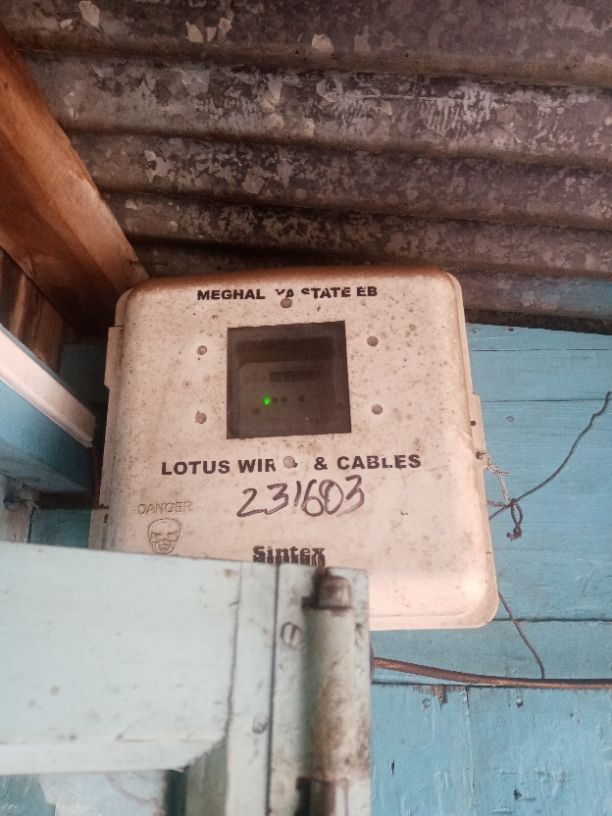 MEGHAL YA STATE EB
LOTUS WIR & CABLES
231603
DANGER
Sintex